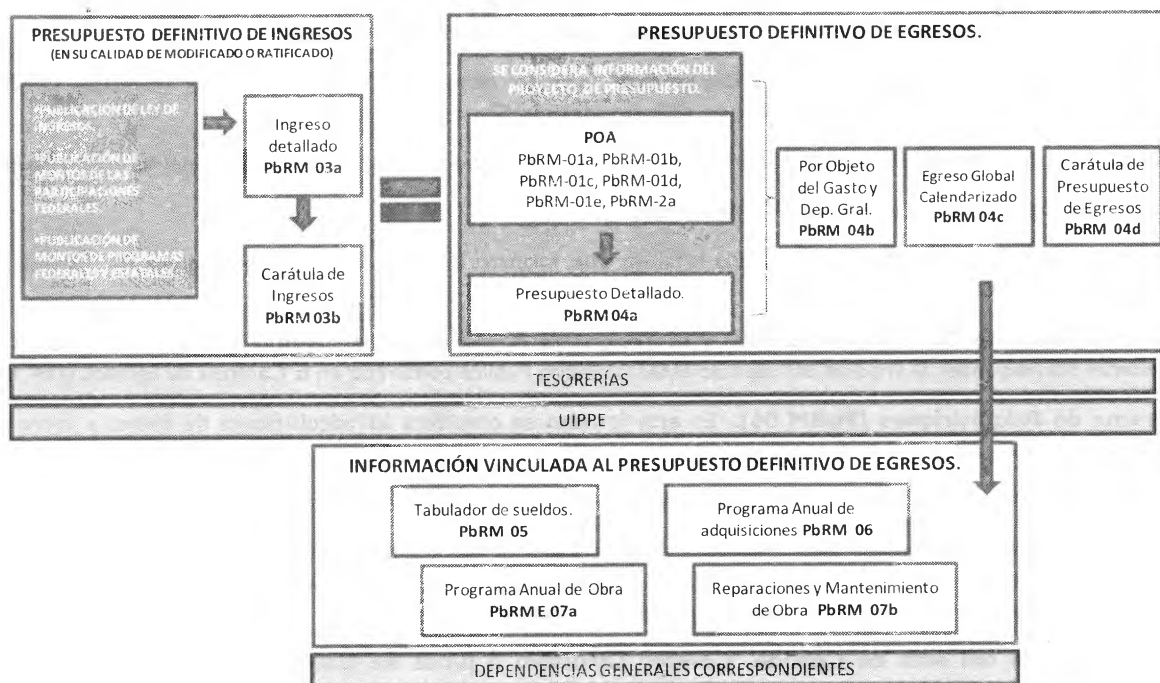 PRESUPUESTO DEFINITIVO DE INGRESOS
(EN SU CALIDAD DE MODIFICADO O RATIFICADO)
•PUBLICACIÓN DE LEY DE
INGRESOS.
•PUBLICACIÓN DE
MONTOS DE LAS
PARTICIPACIONES
FEDERALES.
•PUBLICACIÓN DE
MONTOS DE PROGRAMAS
FEDERALES Y ESTATALES
Ingreso
detallado
PbRM 03a
Carátula de
Ingresos
PbRM 03b
PRESUPUESTO DEFINITIVO DE EGRESOS.
SE CONSIDERA INFORMACIÓN DEL
PROYECTO DE PRESUPUESTO.
POA
PbRM-01a, PbRM-01b,
PbRM-01c, PbRM-01d,
PbRM-01e, PbRM-2a
Presupuesto Detallado.
PbRM 04a
Por Objeto
del Gasto y
Dep. Gral.
PbRM 04b
Egreso Global
Calendarizado
PbRM 04c
Carátula de
Presupuesto
de Egresos
PbRM 04d
TESORERÍAS
UIPPE
INFORMACIÓN VINCULADA AL PRESUPUESTO DEFINITIVO DE EGRESOS.
Tabulador de sueldos.
PbRM 05
Programa Anual de
adquisiciones PbRM 06
Programa Anual de Obra
PbRM E 07a
Reparaciones y Mantenimiento
de Obra PbRM 07b
DEPENDENCIAS GENERALES CORRESPONDIENTES